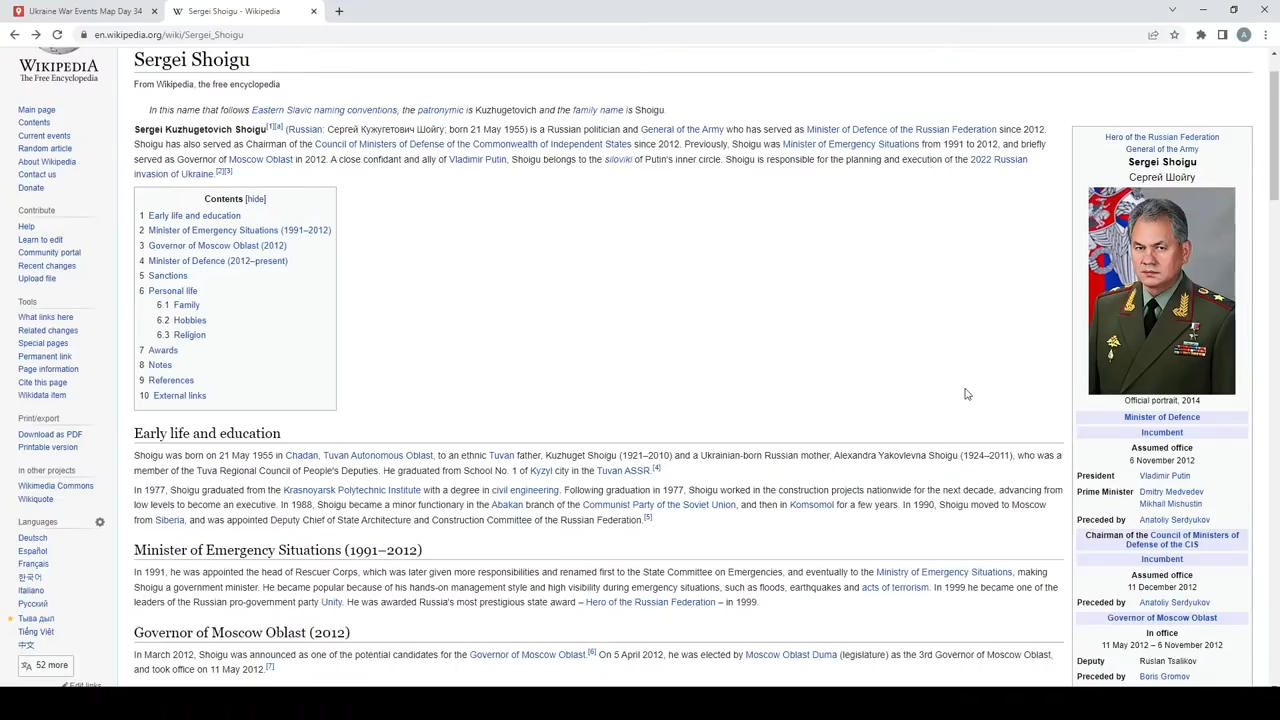 Ukraine War Events Map Day 34
Sergei Shoigu - Wikipedia
en.wikipedia.org/wiki/Sergei_Shoigu
A
WIKIPEDIA
The Free Encyclopedia
Main page
Contents
Current events
Random article
About Wikipedia
Contact us
Donate
Contribute
Help
Learn to edit
Community portal
Recent changes
Upload file
Tools
What links here
Related changes
Special pages
Permanent link
Page information
Cite this page
Wikidata item
Print/export
Download as PDF
Printable version
In other projects
Wikimedia Commons
Wikiquote
Languages
Deutsch
Español
Français
한국어
Italiano
Русский
Тыва дыл
Tiếng Việt
中文
52 more
Edit links
Sergei Shoigu
From Wikipedia, the free encyclopedia
In this name that follows Eastern Slavic naming conventions, the patronymic is Kuzhugetovich and the family name is Shoigu.
Sergei Kuzhugetovich Shoigu[1][a] (Russian: Сергей Кужугетович Шойгу; born 21 May 1955) is a Russian politician and General of the Army who has served as Minister of Defence of the Russian Federation since 2012.
Shoigu has also served as Chairman of the Council of Ministers of Defense of the Commonwealth of Independent States since 2012. Previously, Shoigu was Minister of Emergency Situations from 1991 to 2012, and briefly
served as Governor of Moscow Oblast in 2012. A close confidant and ally of Vladimir Putin, Shoigu belongs to the siloviki of Putin's inner circle. Shoigu is responsible for the planning and execution of the 2022 Russian
invasion of Ukraine.[2][3]
Contents [hide]
1 Early life and education
2 Minister of Emergency Situations (1991–2012)
3 Governor of Moscow Oblast (2012)
4 Minister of Defence (2012–present)
5 Sanctions
6 Personal life
6.1 Family
6.2 Hobbies
6.3 Religion
7 Awards
8 Notes
9 References
10 External links
Early life and education
Shoigu was born on 21 May 1955 in Chadan, Tuvan Autonomous Oblast, to an ethnic Tuvan father, Kuzhuget Shoigu (1921–2010) and a Ukrainian-born Russian mother, Alexandra Yakovlevna Shoigu (1924–2011), who was a
member of the Tuva Regional Council of People's Deputies. He graduated from School No. 1 of Kyzyl city in the Tuvan ASSR.[4]
In 1977, Shoigu graduated from the Krasnoyarsk Polytechnic Institute with a degree in civil engineering. Following graduation in 1977, Shoigu worked in the construction projects nationwide for the next decade, advancing from
low levels to become an executive. In 1988, Shoigu became a minor functionary in the Abakan branch of the Communist Party of the Soviet Union, and then in Komsomol for a few years. In 1990, Shoigu moved to Moscow
from Siberia, and was appointed Deputy Chief of State Architecture and Construction Committee of the Russian Federation.[5]
Minister of Emergency Situations (1991–2012)
In 1991, he was appointed the head of Rescuer Corps, which was later given more responsibilities and renamed first to the State Committee on Emergencies, and eventually to the Ministry of Emergency Situations, making
Shoigu a government minister. He became popular because of his hands-on management style and high visibility during emergency situations, such as floods, earthquakes and acts of terrorism. In 1999 he became one of the
leaders of the Russian pro-government party Unity. He was awarded Russia's most prestigious state award – Hero of the Russian Federation – in 1999.
Governor of Moscow Oblast (2012)
In March 2012, Shoigu was announced as one of the potential candidates for the Governor of Moscow Oblast.[6] On 5 April 2012, he was elected by Moscow Oblast Duma (legislature) as the 3rd Governor of Moscow Oblast,
and took office on 11 May 2012.[7]
Hero of the Russian Federation
General of the Army
Sergei Shoigu
Сергей Шойгу
Official portrait, 2014
Minister of Defence
Incumbent
Assumed office
6 November 2012
President Vladimir Putin
Prime Minister Dmitry Medvedev
Mikhail Mishustin
Preceded by Anatoliy Serdyukov
Chairman of the Council of Ministers of
Defense of the CIS
Incumbent
Assumed office
11 December 2012
Preceded by Anatoliy Serdyukov
Governor of Moscow Oblast
In office
11 May 2012 – 6 November 2012
Deputy Ruslan Tsalikov
Preceded by Boris Gromov